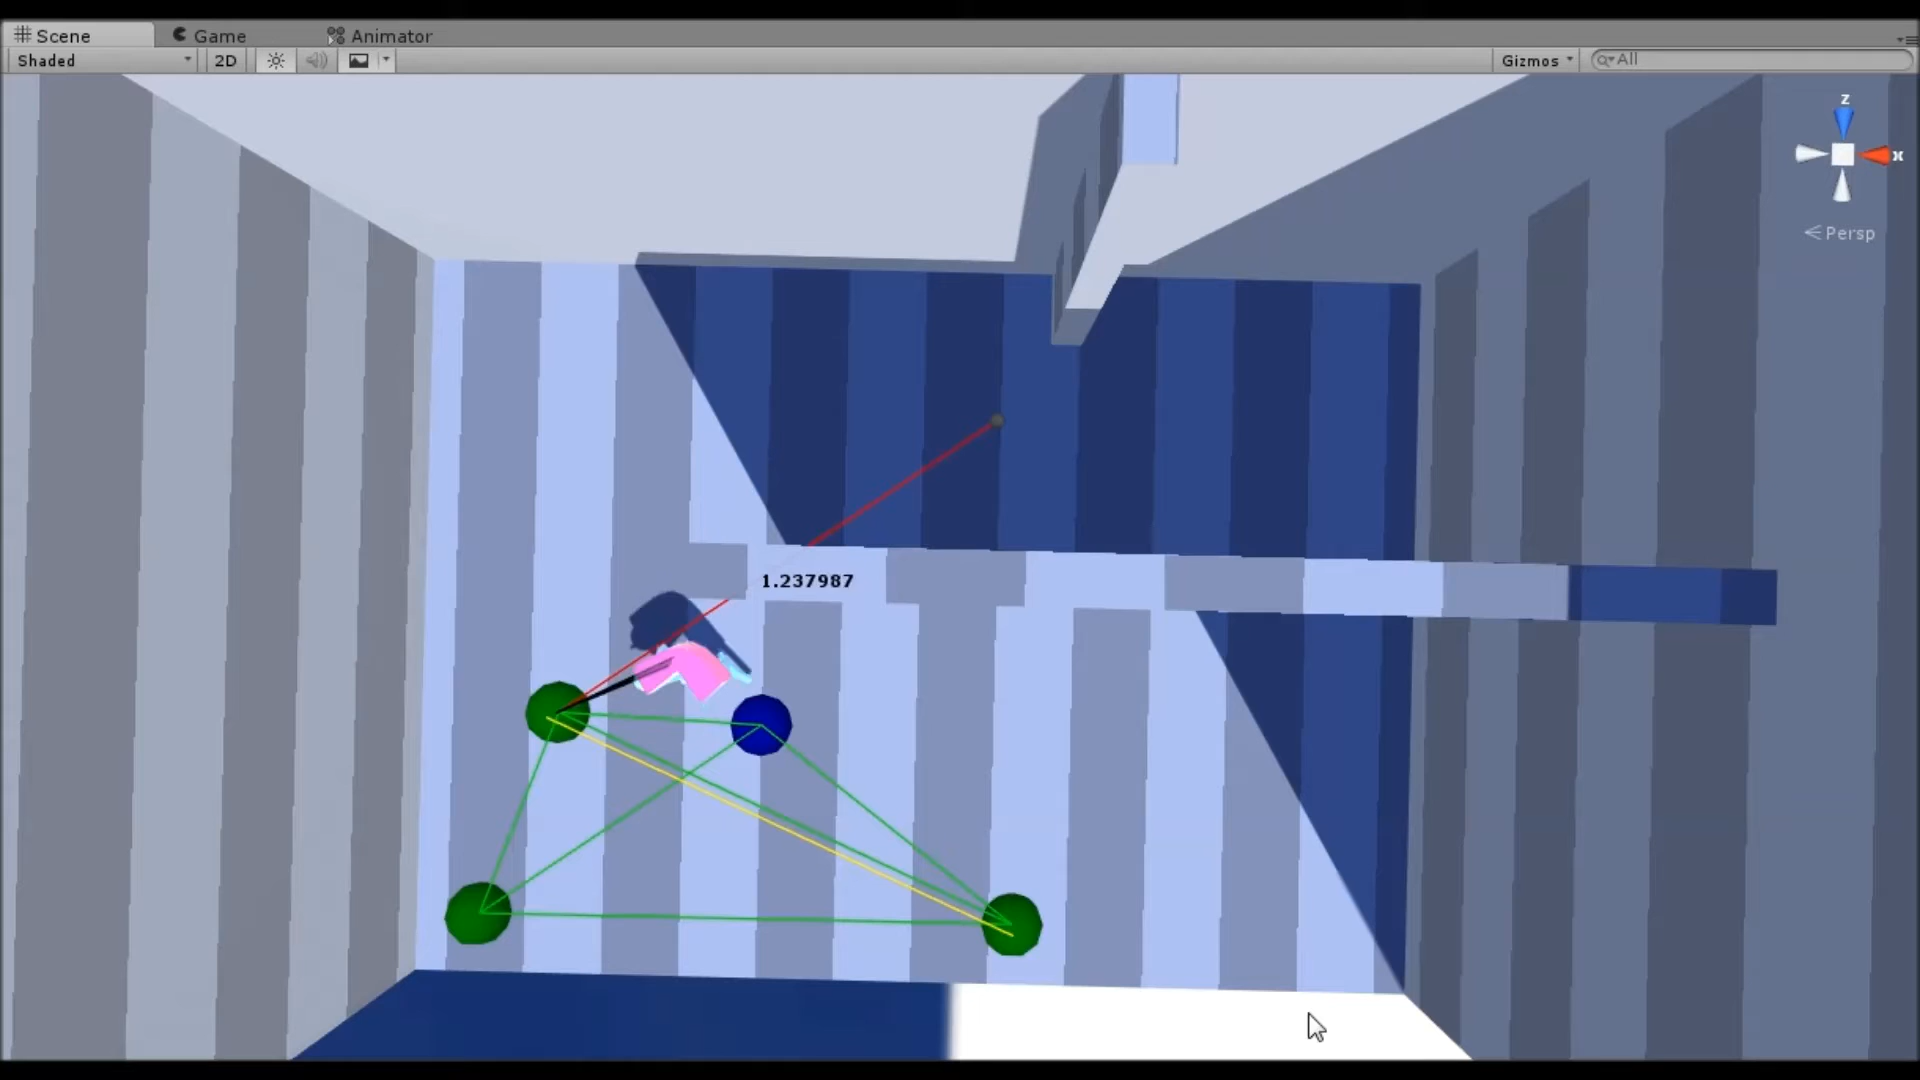 Scene Game Animator
Shaded 2D Gizmos All
z
x
Persp
1.237987